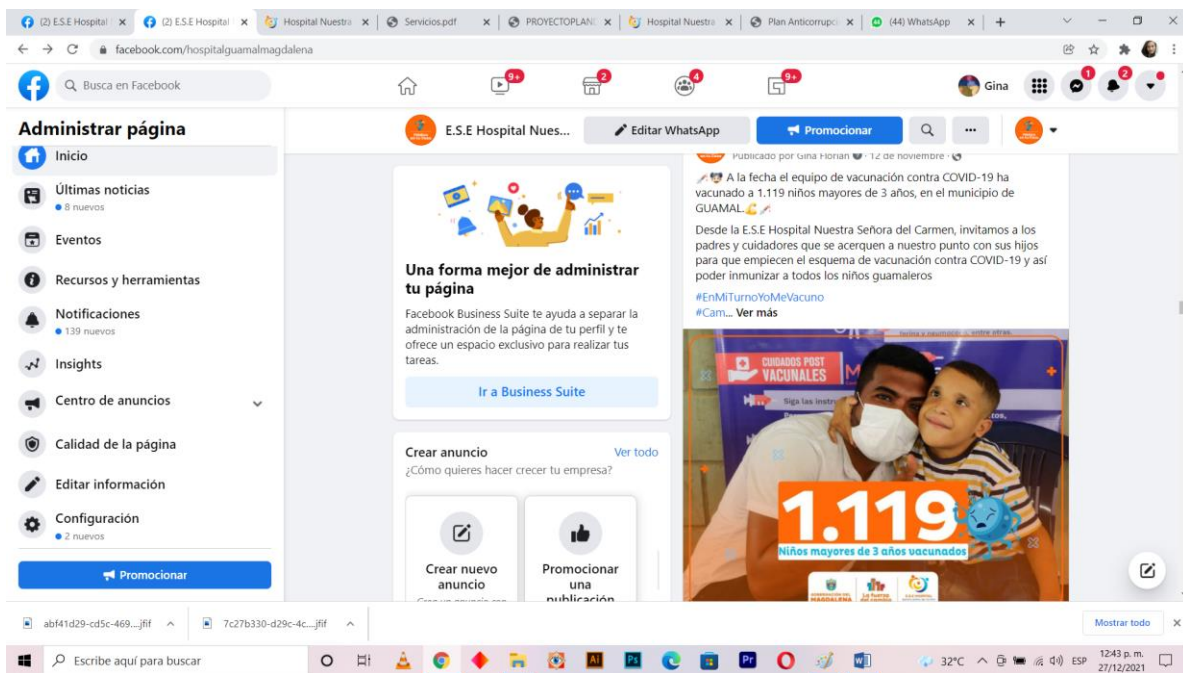 (2) E.S.E Hospital
(2) E.S.E Hospital
Hospital Nuestra
Servicios.pdf
PROYECTOPLAN
Hospital Nuestra
Plan Anticorrupci
(44) WhatsApp
facebook.com/hospitalguamalmagdalena
Busca en Facebook
9+
2
4
9+
Gina
1
2
Administrar página
Inicio
Últimas noticias
8 nuevos
Eventos
Recursos y herramientas
Notificaciones
139 nuevos
Insights
Centro de anuncios
Calidad de la página
Editar información
Configuración
2 nuevos
Promocionar
E.S.E Hospital Nues...
Editar WhatsApp
Promocionar
Una forma mejor de administrar
tu página
Facebook Business Suite te ayuda a separar la
administración de la página de tu perfil y te
ofrece un espacio exclusivo para realizar tus
tareas.
Ir a Business Suite
Crear anuncio
Ver todo
¿Cómo quieres hacer crecer tu empresa?
Crear nuevo
anuncio
Promocionar
una
publicación
Publicado por Gina Florian · 12 de noviembre ·
A la fecha el equipo de vacunación contra COVID-19 ha
vacunado a 1.119 niños mayores de 3 años, en el municipio de
GUAMAL.
Desde la E.S.E Hospital Nuestra Señora del Carmen, invitamos a los
padres y cuidadores que se acerquen a nuestro punto con sus hijos
para que empiecen el esquema de vacunación contra COVID-19 y así
poder inmunizar a todos los niños guamaleros
#EnMiTurnoYoMeVacuno
#Cam... Ver más
CUIDADOS POST
VACUNALES
Siga las
1.119
Niños mayores de 3 años vacunados
MAGDALENA
La fuerza
del cambio
abf41d29-cd5c-469....jfif
7c27b330-d29c-4c....jfif
Mostrar todo
Escribe aquí para buscar
32°C
ESP
12:43 p. m.
27/12/2021